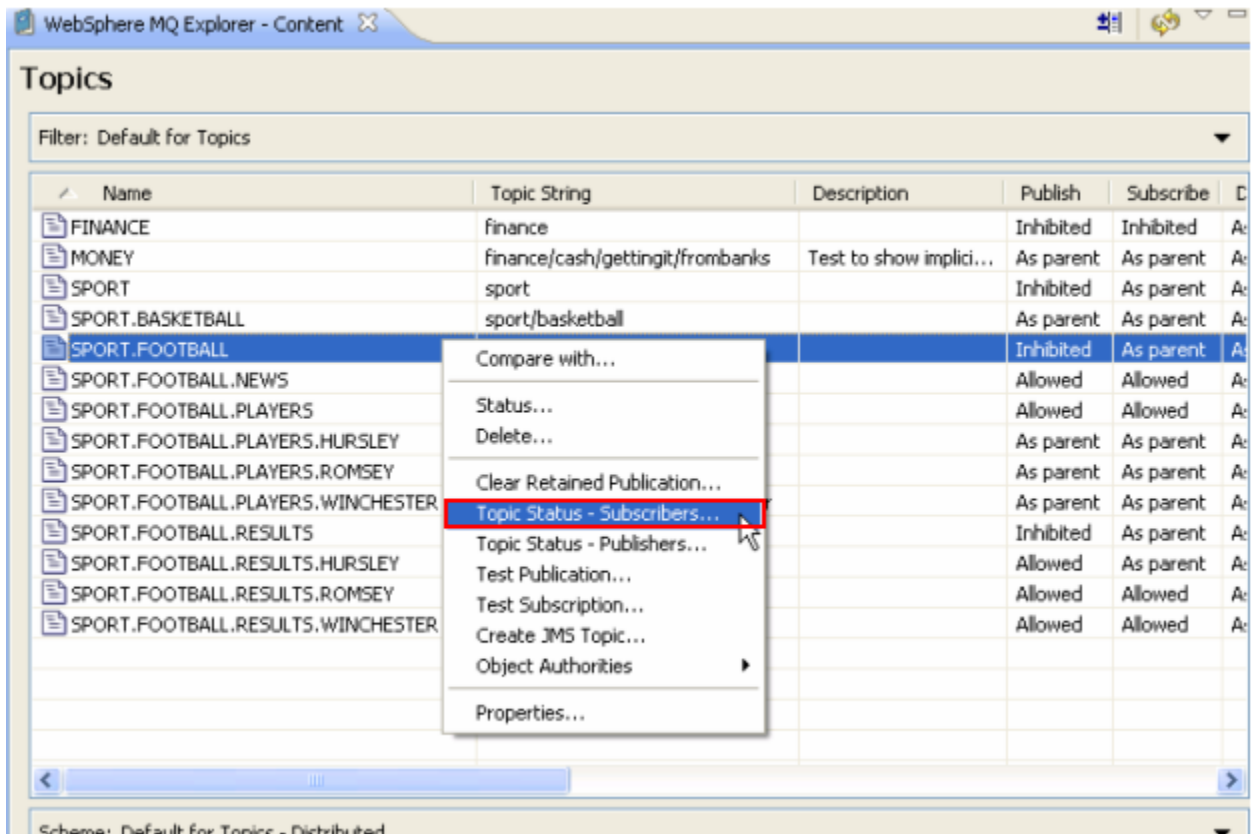 WebSphere MQ Explorer - Content
Topics
Filter: Default for Topics
Name Topic String Description Publish Subscribe
FINANCE finance Inhibited Inhibited
MONEY finance/cash/gettingit/frombanks Test to show implici... As parent As parent
SPORT sport Inhibited As parent
SPORT.BASKETBALL sport/basketball As parent As parent
SPORT.FOOTBALL Inhibited As parent
SPORT.FOOTBALL.NEWS Allowed Allowed
SPORT.FOOTBALL.PLAYERS Allowed Allowed
SPORT.FOOTBALL.PLAYERS.HURSLEY As parent As parent
SPORT.FOOTBALL.PLAYERS.ROMSEY As parent As parent
SPORT.FOOTBALL.PLAYERS.WINCHESTER As parent As parent
SPORT.FOOTBALL.RESULTS Inhibited As parent
SPORT.FOOTBALL.RESULTS.HURSLEY Allowed As parent
SPORT.FOOTBALL.RESULTS.ROMSEY Allowed Allowed
SPORT.FOOTBALL.RESULTS.WINCHESTER Allowed Allowed
Compare with...
Status...
Delete...
Clear Retained Publication...
Topic Status - Subscribers...
Topic Status - Publishers...
Test Publication...
Test Subscription...
Create JMS Topic...
Object Authorities
Properties...
Scheme: Default for Topics - Distributed